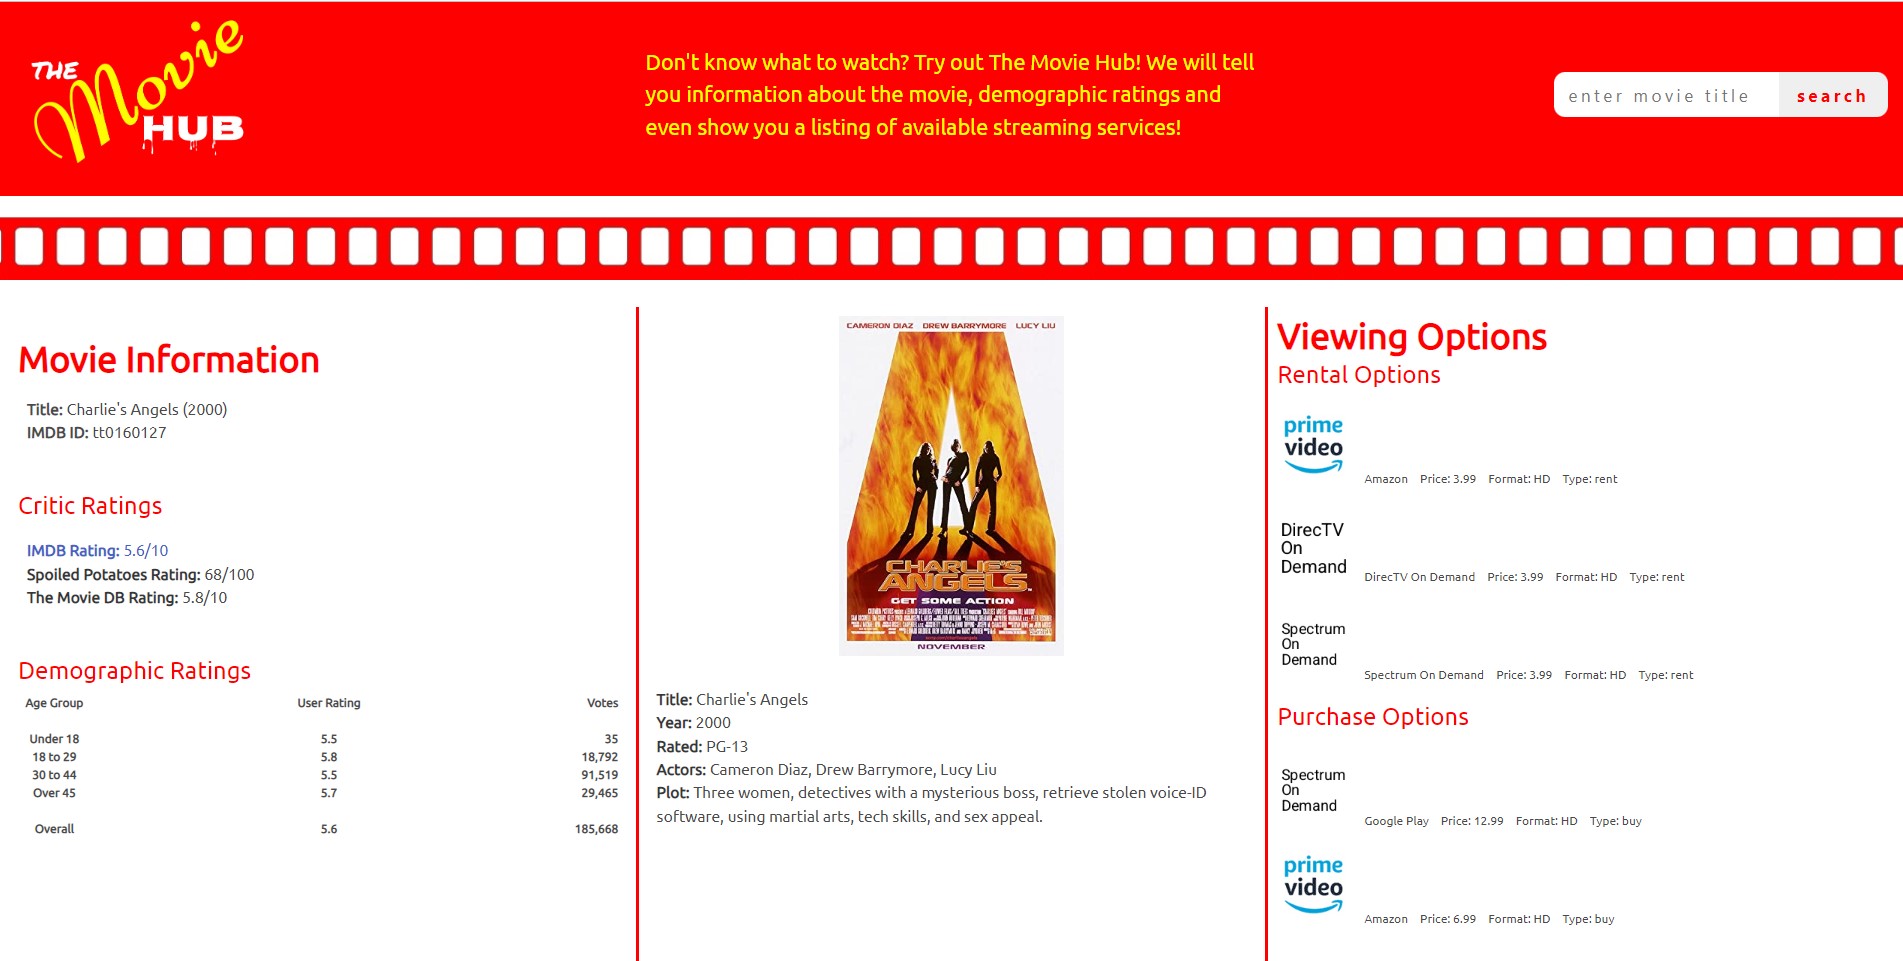 THE
Movie
HUB
Don't know what to watch? Try out The Movie Hub! We will tell
you information about the movie, demographic ratings and
even show you a listing of available streaming services!
enter movie title
search
Movie Information
Title: Charlie's Angels (2000)
IMDB ID: tt0160127
Critic Ratings
IMDB Rating: 5.6/10
Spoiled Potatoes Rating: 68/100
The Movie DB Rating: 5.8/10
Demographic Ratings
Age Group User Rating Votes
Under 18 5.5 35
18 to 29 5.8 18,792
30 to 44 5.5 91,519
Over 45 5.7 29,465
Overall 5.6 185,668
CAMERON DIAZ DREW BARRYMORE LUCY LIU
CHARLIE'S
ANGELS
GET SOME ACTION
NOVEMBER
Title: Charlie's Angels
Year: 2000
Rated: PG-13
Actors: Cameron Diaz, Drew Barrymore, Lucy Liu
Plot: Three women, detectives with a mysterious boss, retrieve stolen voice-ID
software, using martial arts, tech skills, and sex appeal.
Viewing Options
Rental Options
prime
video
Amazon Price: 3.99 Format: HD Type: rent
DirecTV
On
Demand
DirecTV On Demand Price: 3.99 Format: HD Type: rent
Spectrum
On
Demand
Spectrum On Demand Price: 3.99 Format: HD Type: rent
Purchase Options
Spectrum
On
Demand
Google Play Price: 12.99 Format: HD Type: buy
prime
video
Amazon Price: 6.99 Format: HD Type: buy